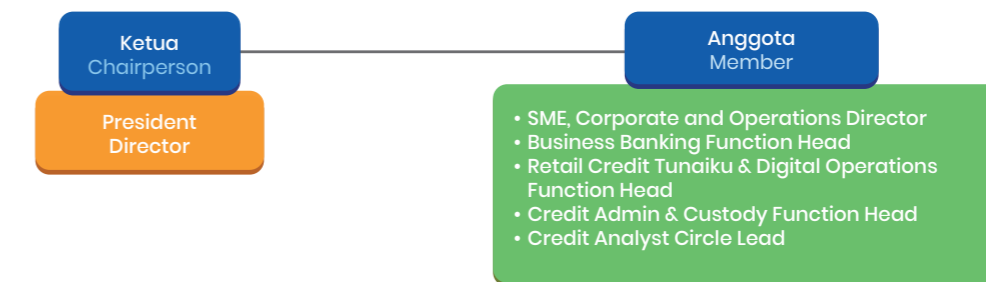 Ketua
Chairperson
President
Director
Anggota
Member
• SME, Corporate and Operations Director
• Business Banking Function Head
• Retail Credit Tunaiku & Digital Operations
Function Head
• Credit Admin & Custody Function Head
• Credit Analyst Circle Lead